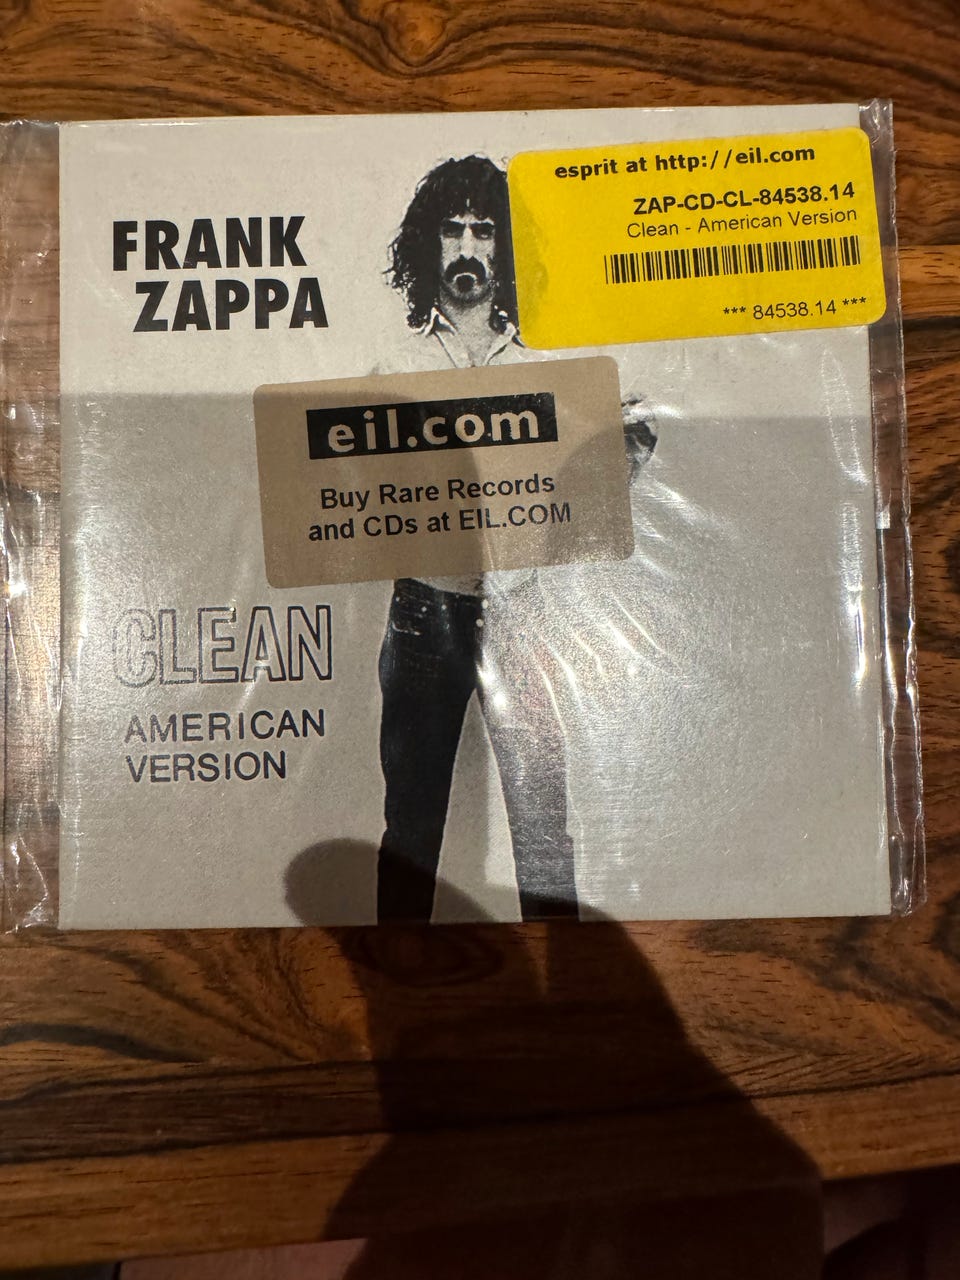 FRANK
ZAPPA
esprit at http://eil.com
ZAP-CD-CL-84538.14
Clean - American Version
*** 84538.14 ***
eil.com
Buy Rare Records
and CDs at EIL.COM
CLEAN
AMERICAN
VERSION